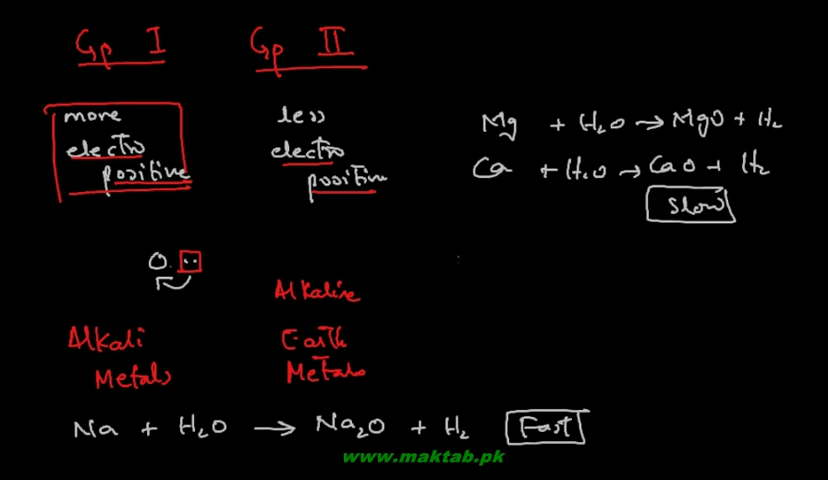 Gp I
Gp II
more
electro
positive
less
electro
positive
Mg + H₂O → MgO + H₂
Ca + H₂O → CaO + H₂
Slow
O
Alkali
Metals
Alkaline
Earth
Metals
Na + H₂O → Na₂O + H₂ Fast
www.maktab.pk